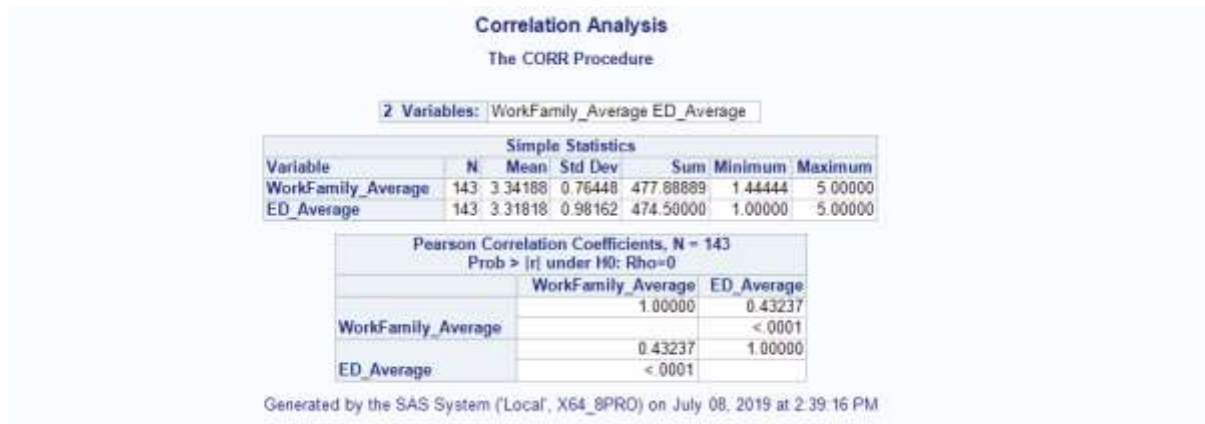 Correlation Analysis
The CORR Procedure
2 Variables: WorkFamily_Average ED_Average
Simple Statistics
Variable N Mean Std Dev Sum Minimum Maximum
WorkFamily_Average 143 3.34188 0.76448 477.88889 1.44444 5.00000
ED_Average 143 3.31818 0.98162 474.50000 1.00000 5.00000
Pearson Correlation Coefficients, N = 143
Prob > |r| under H0: Rho=0
WorkFamily_Average ED_Average
1.00000 0.43237
WorkFamily_Average <.0001
0.43237 1.00000
ED_Average <.0001
Generated by the SAS System ('Local', X64_8PRO) on July 08, 2019 at 2:39:16 PM